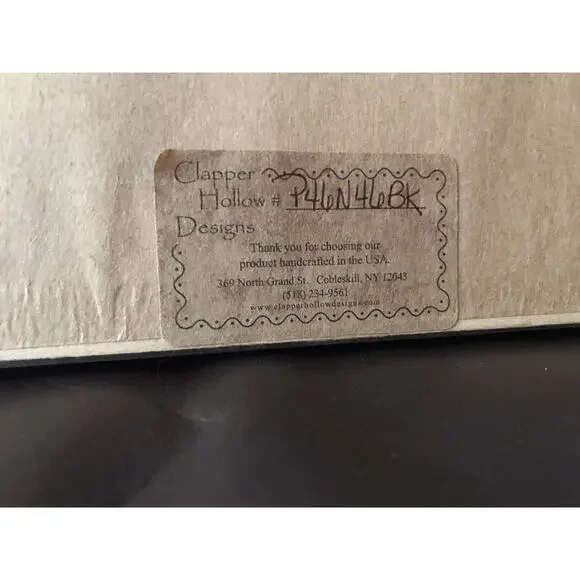 Clapper
Hollow # P46N46BK
Designs
Thank you for choosing our
product handcrafted in the USA.
369 North Grand St. Cobleskill, NY 12043
(518) 234-9561
www.clapperhollowdesigns.com